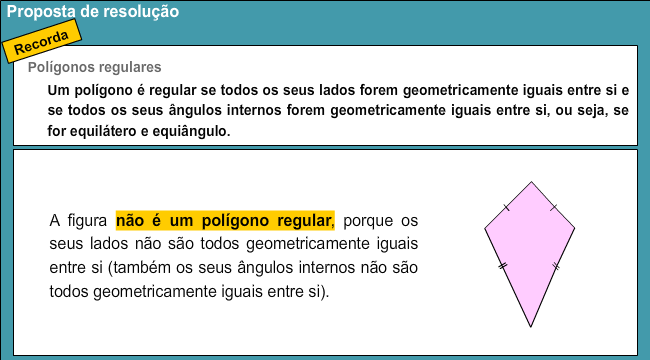 Proposta de resolução
Recorda
Polígonos regulares
Um polígono é regular se todos os seus lados forem geometricamente iguais entre si e
se todos os seus ângulos internos forem geometricamente iguais entre si, ou seja, se
for equilátero e equiângulo.
A figura não é um polígono regular, porque os
seus lados não são todos geometricamente iguais
entre si (também os seus ângulos internos não são
todos geometricamente iguais entre si).